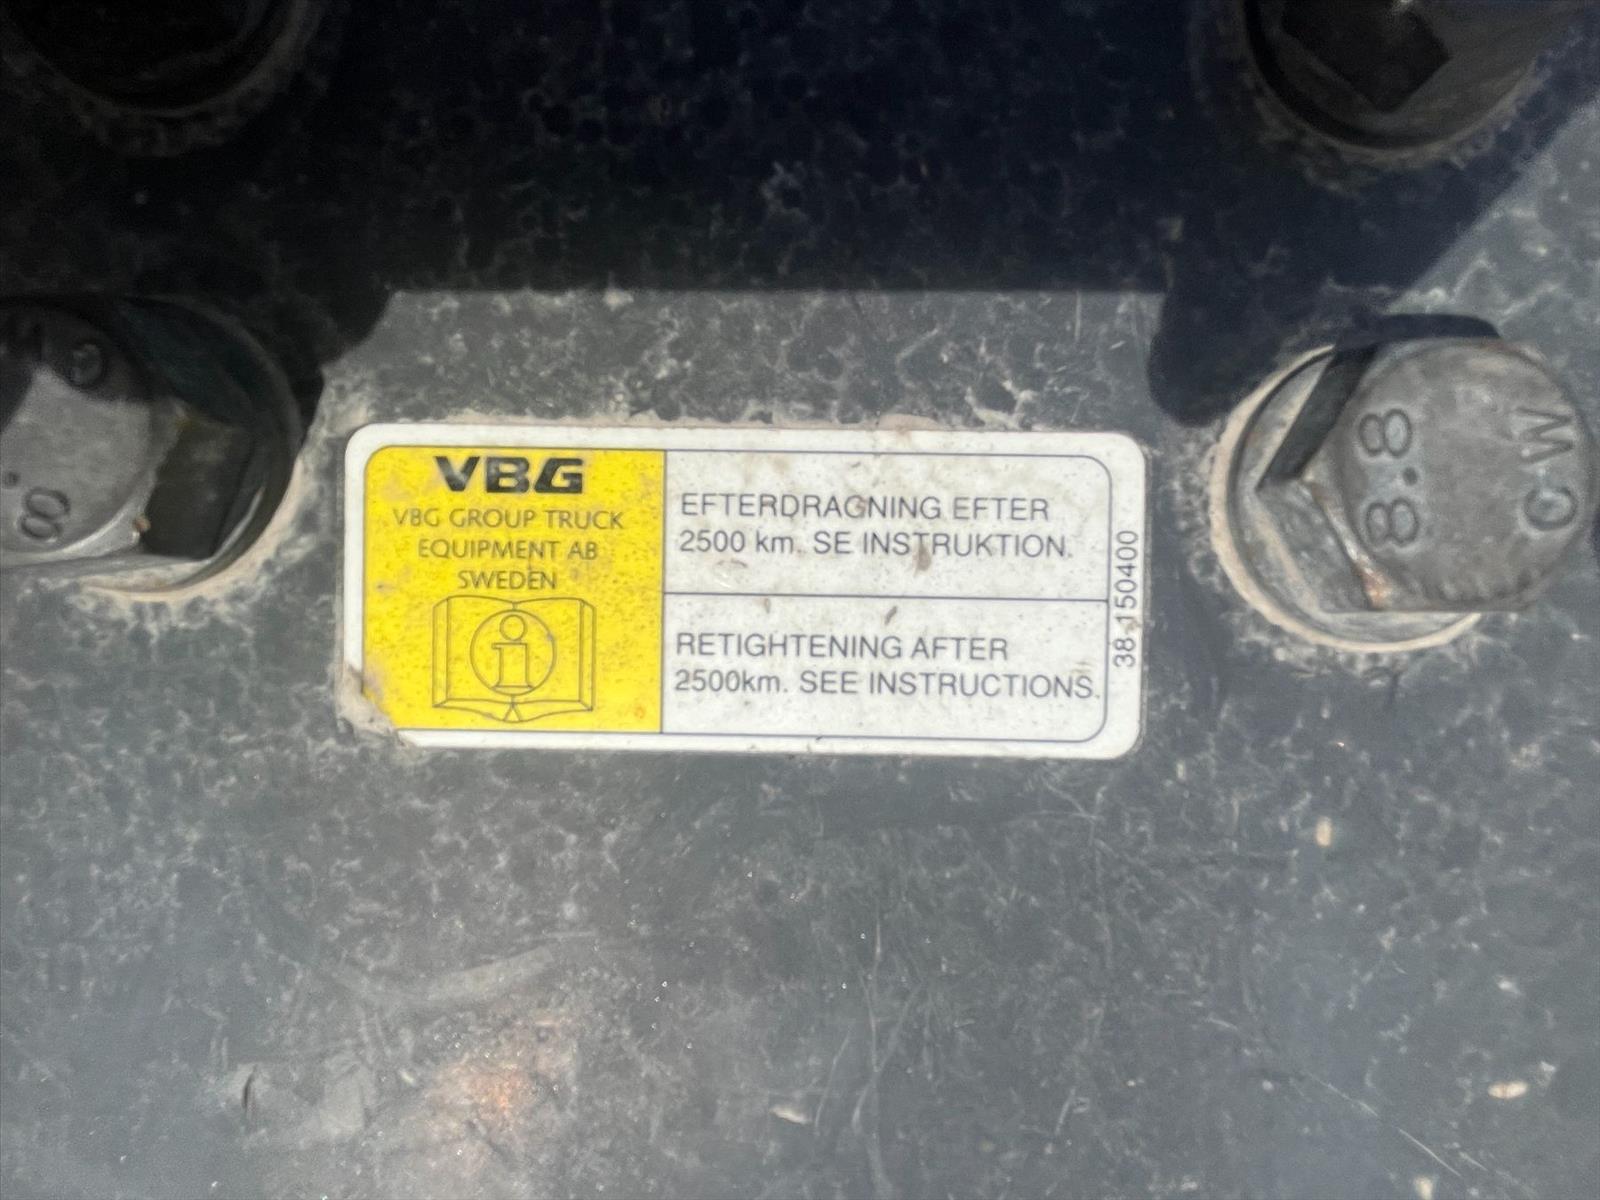 VBG
VBG GROUP TRUCK
EQUIPMENT AB
SWEDEN
i
EFTERDRAGNING EFTER
2500 km. SE INSTRUKTION.
RETIGHTENING AFTER
2500km. SEE INSTRUCTIONS.
38-150400
8.8
CW
8.